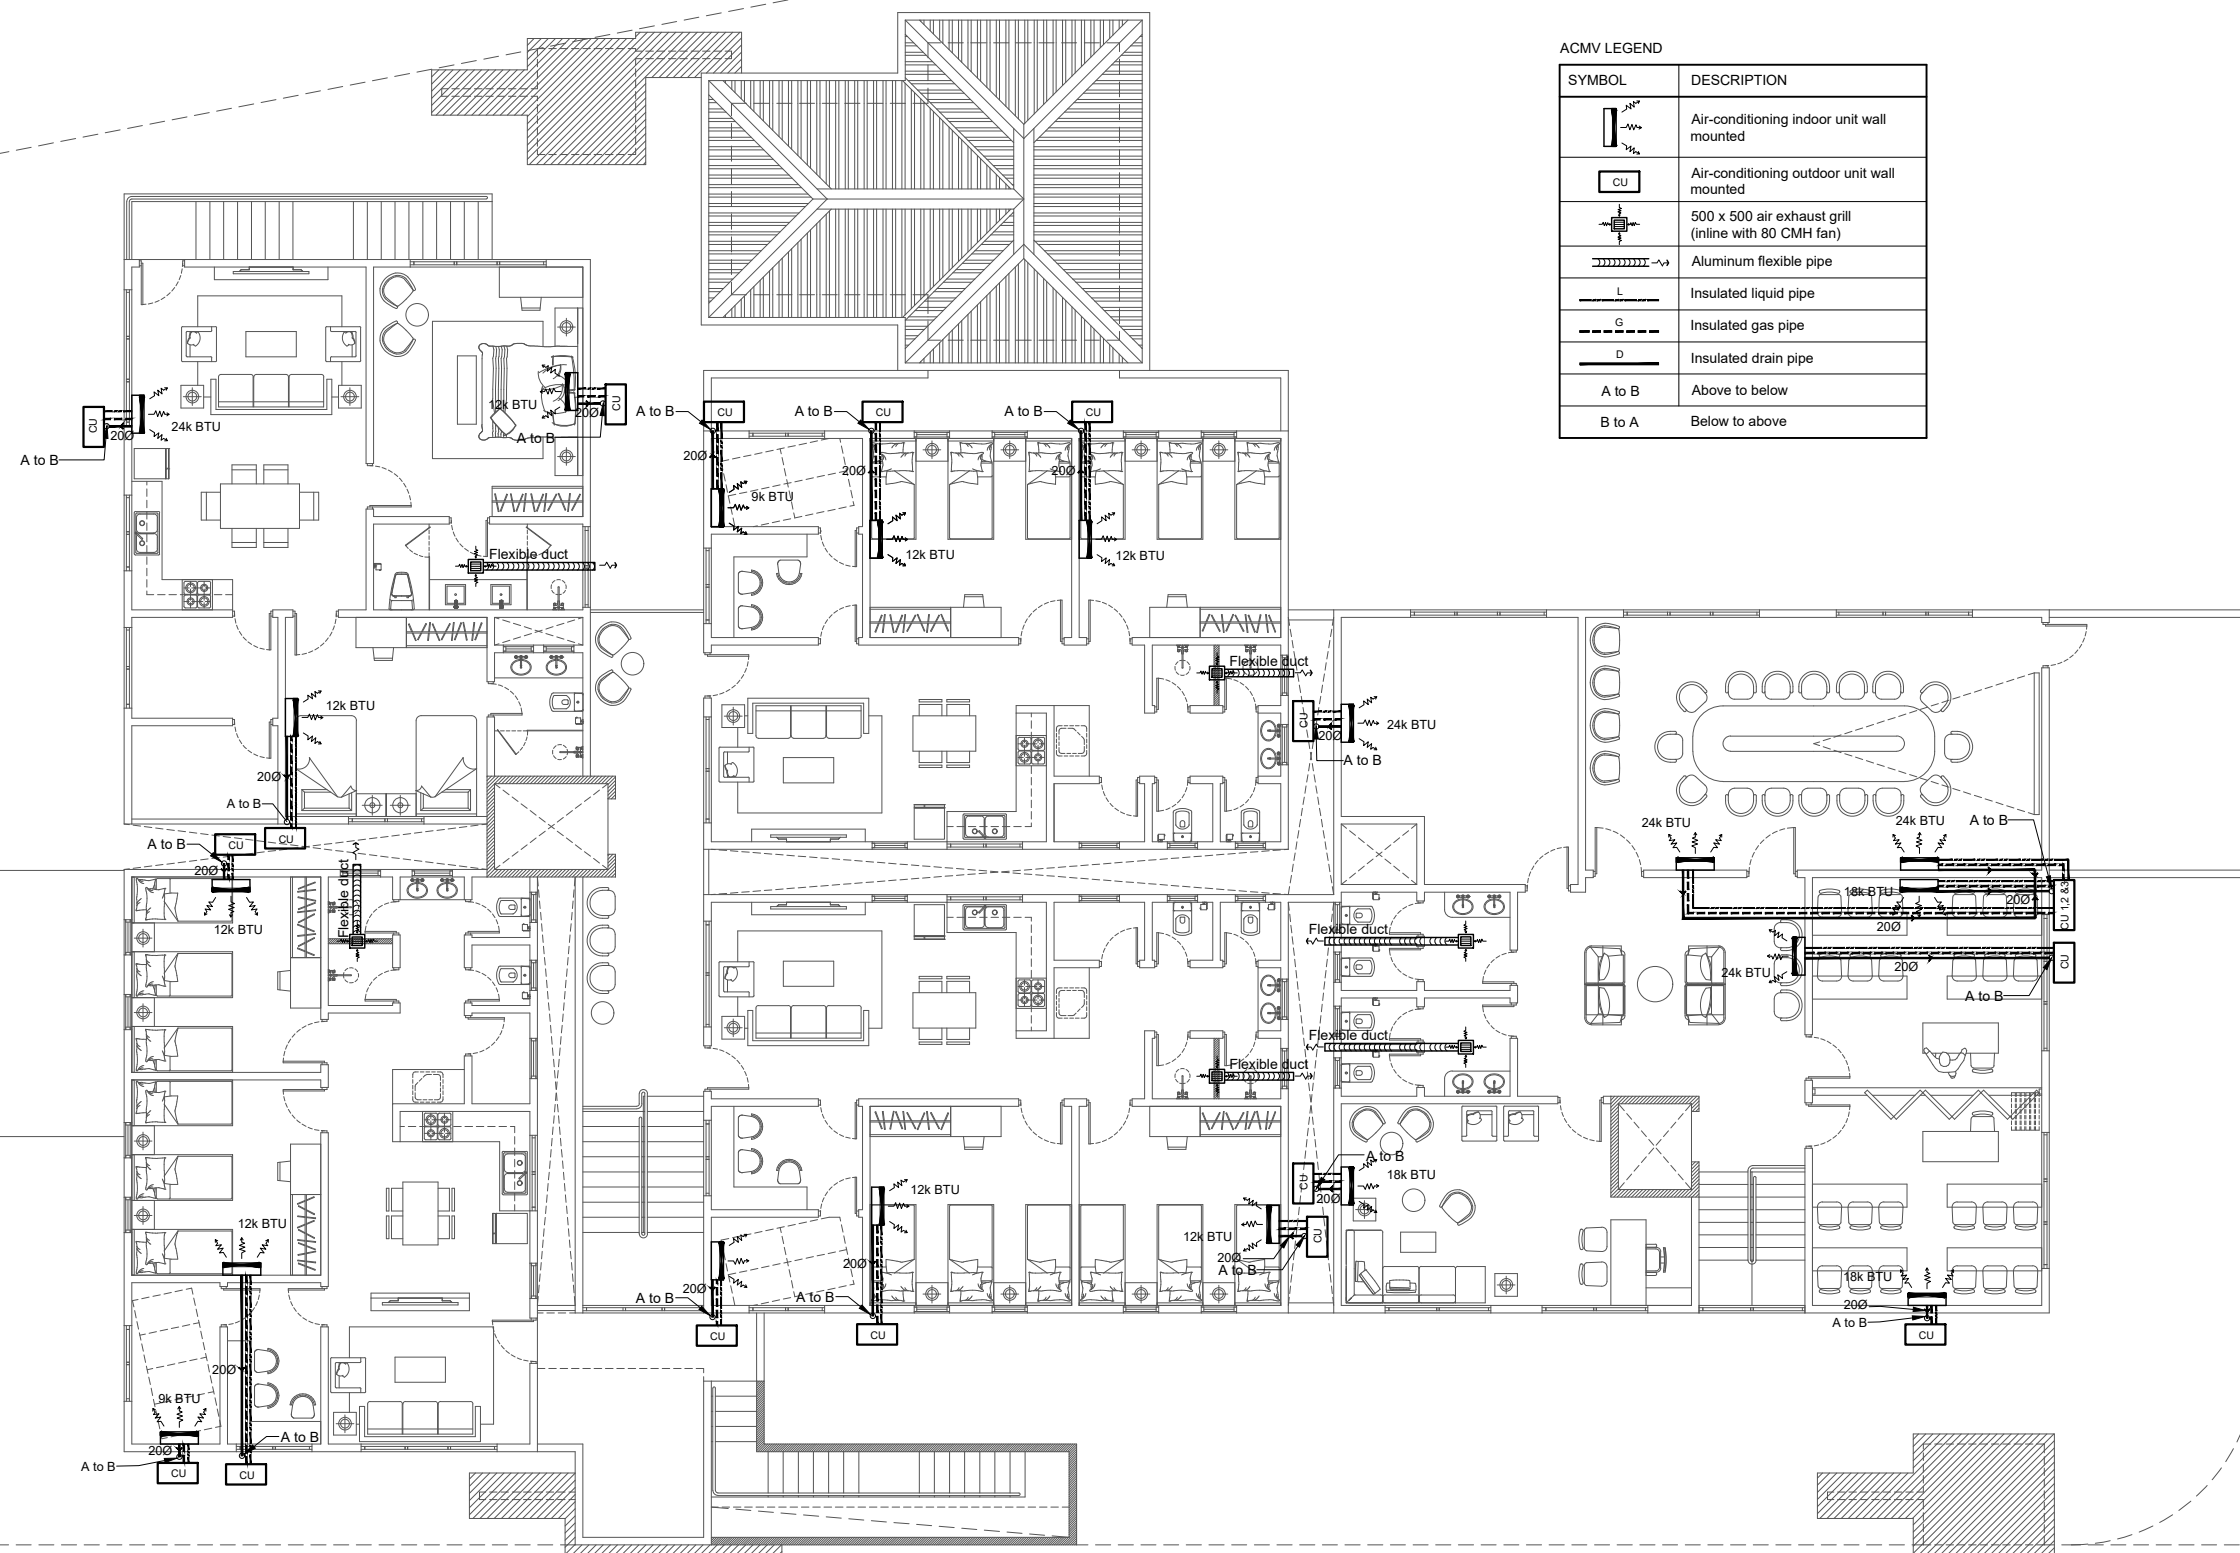 ACMV LEGEND
SYMBOL DESCRIPTION
Air-conditioning indoor unit wall
mounted
CU Air-conditioning outdoor unit wall
mounted
500 x 500 air exhaust grill
(inline with 80 CMH fan)
Aluminum flexible pipe
L Insulated liquid pipe
G Insulated gas pipe
D Insulated drain pipe
A to B Above to below
B to A Below to above
CU
20Ø
24k BTU
A to B
12k BTU
20Ø
CU
A to B
A to B
CU
20Ø
9k BTU
A to B
CU
20Ø
12k BTU
A to B
CU
20Ø
12k BTU
Flexible duct
12k BTU
20Ø
A to B
CU
Flexible duct
CU
20Ø
24k BTU
A to B
24k BTU
24k BTU
A to B
18k BTU
20Ø
20Ø
CU 1,2 &3
24k BTU
20Ø
CU
A to B
A to B
CU
20Ø
12k BTU
Flexible duct
Flexible duct
Flexible duct
Flexible duct
A to B
CU
20Ø
18k BTU
12k BTU
20Ø
A to B
CU
12k BTU
20Ø
A to B
CU
20Ø
A to B
CU
12k BTU
20Ø
A to B
CU
9k BTU
20Ø
A to B
CU
18k BTU
20Ø
A to B
CU